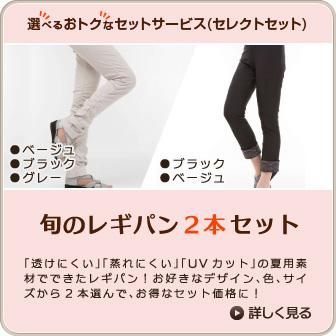 選べるおトクなセットサービス(セレクトセット)
●ベージュ
●ブラック
●グレー
●ブラック
●ベージュ
旬のレギパン2本セット
「透けにくい」「蒸れにくい」「UVカット」の夏用素
材でできたレギパン!お好きなデザイン、色、サイ
ズから2本選んで、お得なセット価格に!
詳しく見る